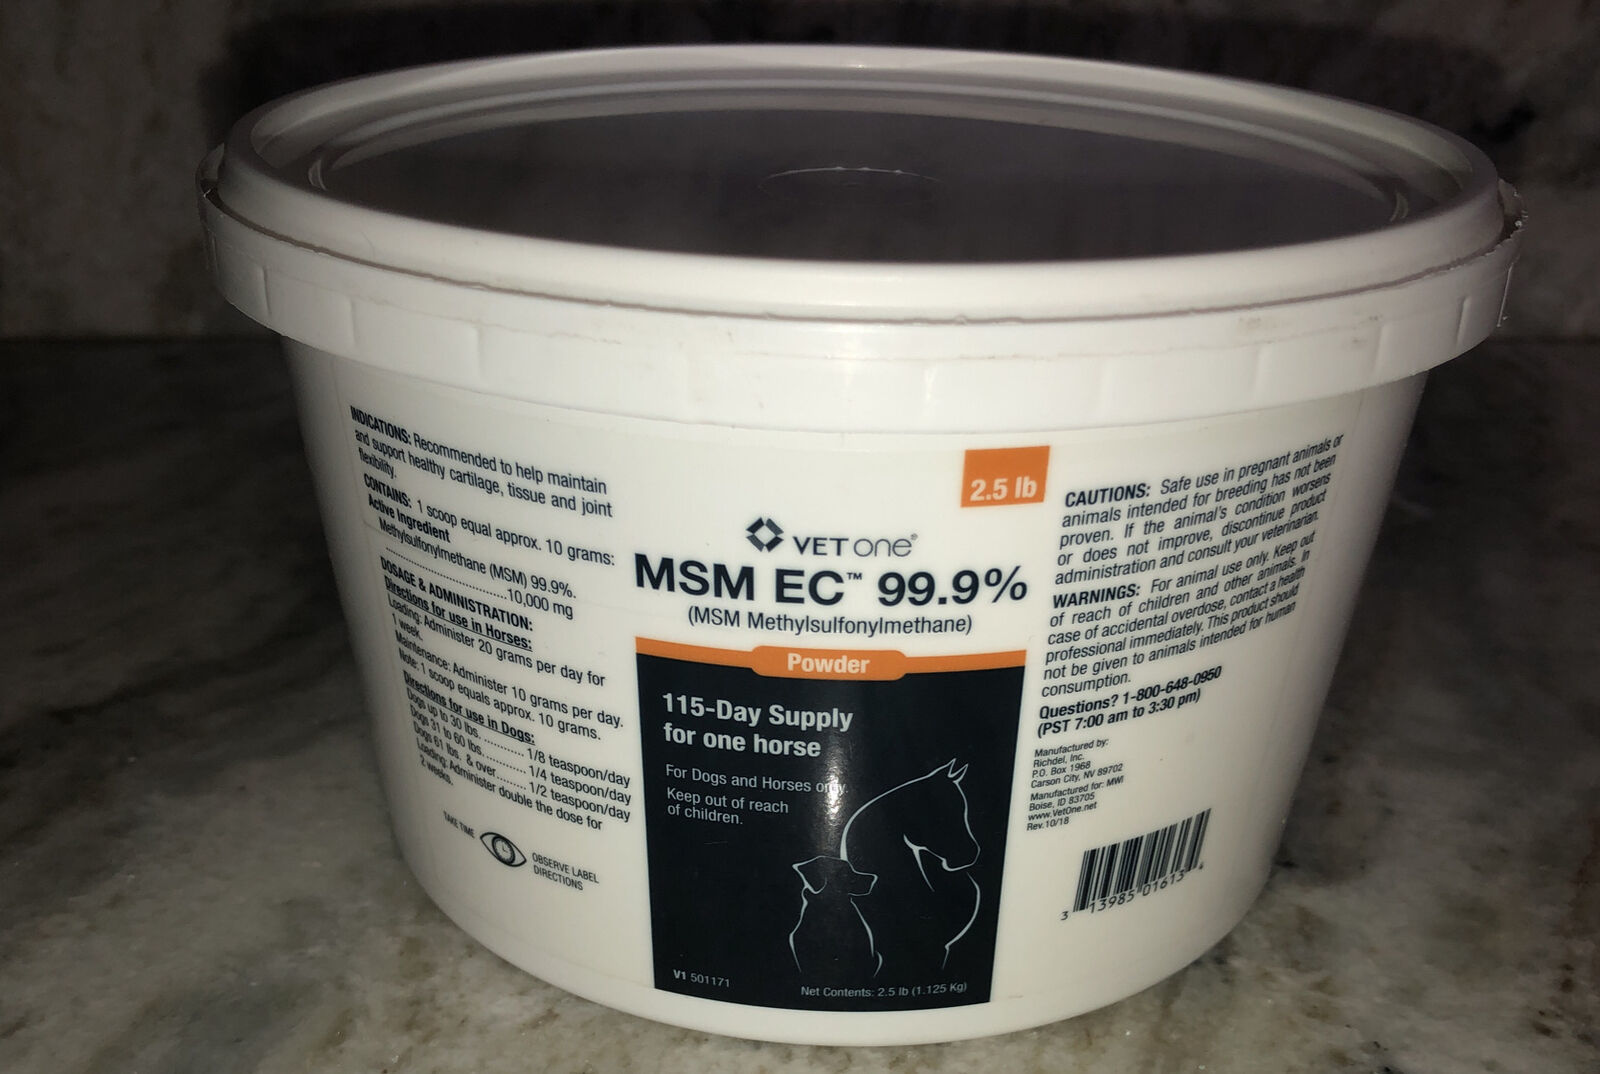 INDICATIONS: Recommended to help maintain
and support healthy cartilage, tissue and joint
flexibility.
CONTAINS: 1 scoop equal approx. 10 grams:
Active Ingredient
Methylsulfonylmethane (MSM) 99.9%.
..............................10,000 mg
DOSAGE & ADMINISTRATION:
Directions for use in Horses:
Loading: Administer 20 grams per day for
1 week.
Maintenance: Administer 10 grams per day.
Note: 1 scoop equals approx. 10 grams.
Directions for use in Dogs:
Dogs up to 30 lbs. ........... 1/8 teaspoon/day
Dogs 31 to 60 lbs. ........... 1/4 teaspoon/day
Dogs 61 lbs. & over........ 1/2 teaspoon/day
Loading: Administer double the dose for
2 weeks.
TAKE TIME
OBSERVE LABEL
DIRECTIONS
2.5 lb
VET ONE®
MSM EC™ 99.9%
(MSM Methylsulfonylmethane)
Powder
115-Day Supply
for one horse
For Dogs and Horses only.
Keep out of reach
of children.
V1 501171
Net Contents: 2.5 lb (1.125 Kg)
CAUTIONS: Safe use in pregnant animals or
animals intended for breeding has not been
proven. If the animal's condition worsens
or does not improve, discontinue product
administration and consult your veterinarian.
WARNINGS: For animal use only. Keep out
of reach of children and other animals. In
case of accidental overdose, contact a health
professional immediately. This product should
not be given to animals intended for human
consumption.
Questions? 1-800-648-0950
(PST 7:00 am to 3:30 pm)
Manufactured by:
Richdel, Inc.
P.O. Box 1968
Carson City, NV 89702
Manufactured for: MWI
Boise, ID 83705
www.VetOne.net
Rev.10/18
3 13985 01613 4